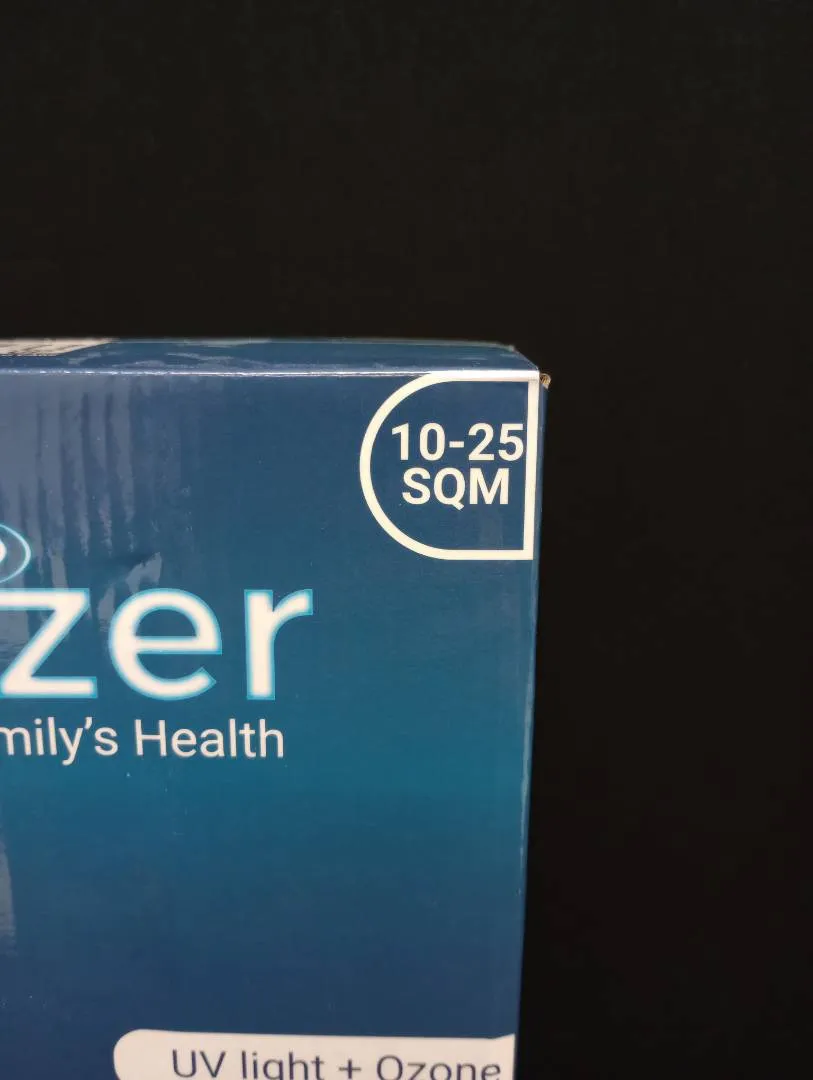 10-25
SQM
zer
mily's Health
UV light + Ozone